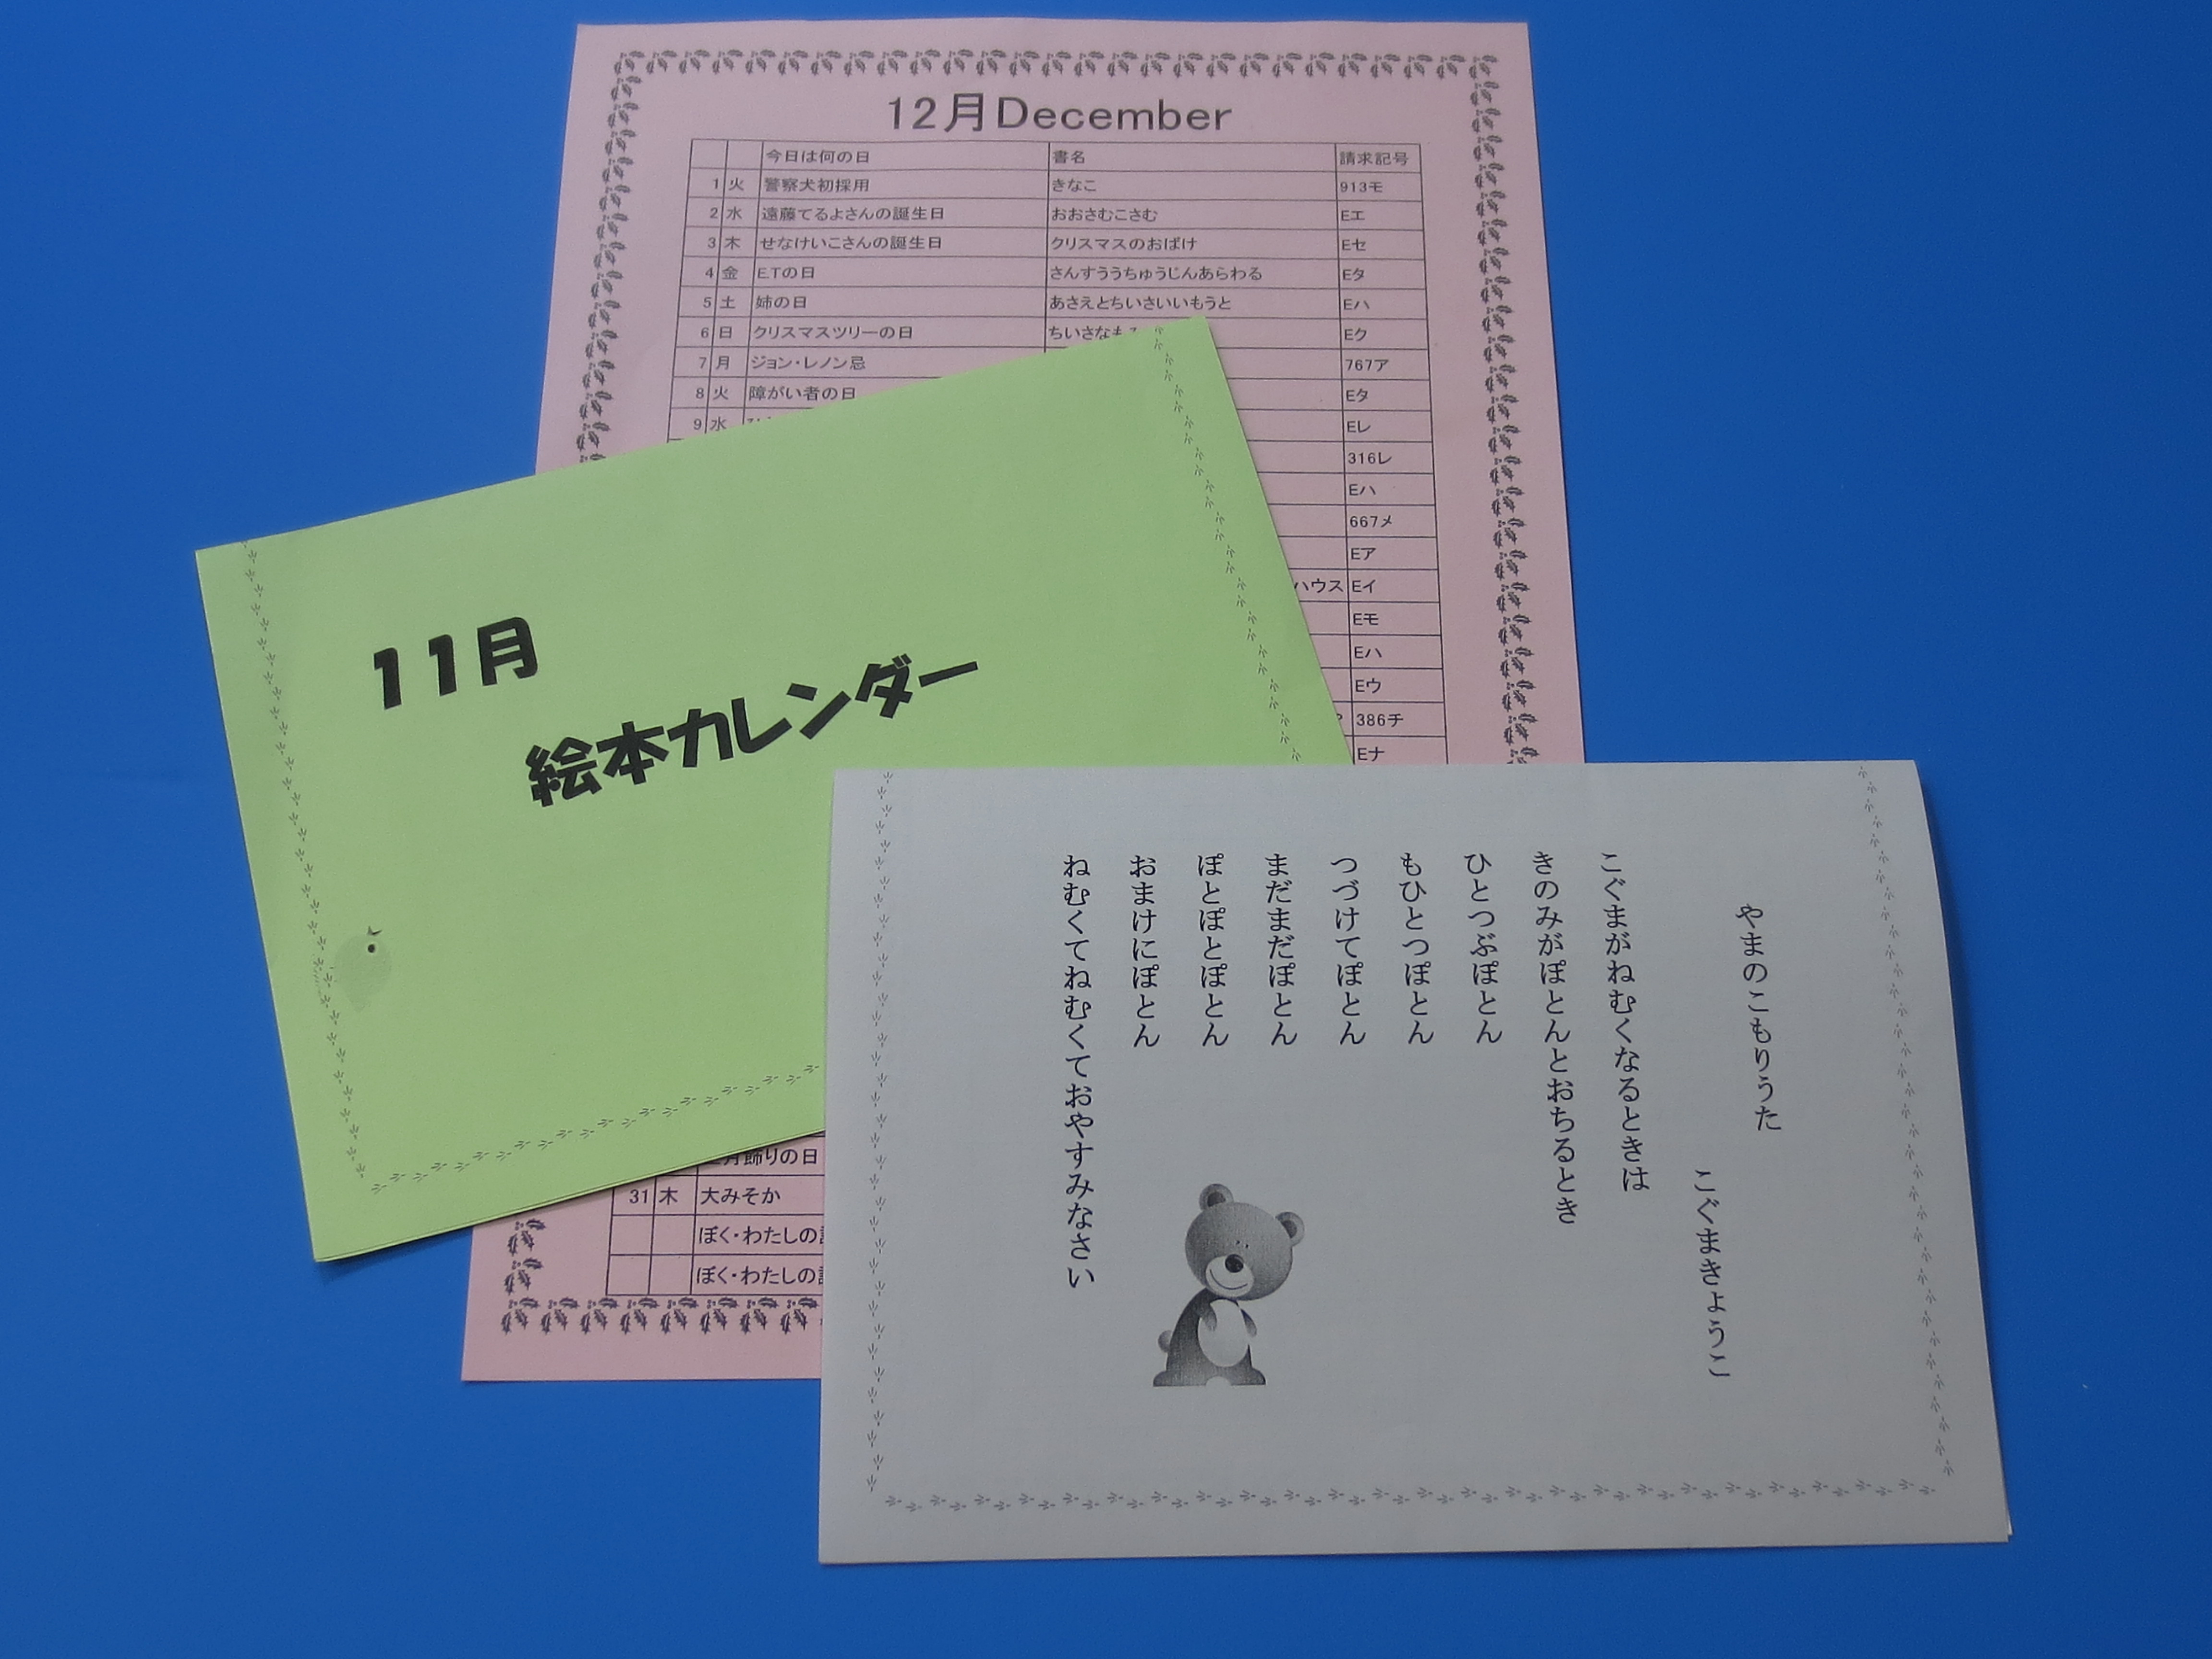 12月December
今日は何の日 書名 請求記号
1 火 警察犬初採用 きなこ 913モ
2 水 遠藤てるよさんの誕生日 おおさむこさむ Eエ
3 木 せなけいこさんの誕生日 クリスマスのおばけ Eセ
4 金 E.Tの日 さんすううちゅうじんあらわる Eタ
5 土 姉の日 あさえとちいさいいもうと Eハ
6 日 クリスマスツリーの日 ちいさな Eク
7 月 ジョン・レノン忌 767ア
8 火 障がい者の日 Eタ
9 水 Eレ
316レ
Eハ
667メ
Eア
ハウス Eイ
Eモ
Eハ
Eウ
386チ
Eナ
飾りの日
31 木 大みそか
ぼく・わたしの
ぼく・わたしの
11月
絵本カレンダー
やまのこもりうた
こぐまきょうこ
こぐまがねむくなるときは
きのみがぽとんとおちるとき
ひとつぶぽとん
もひとつぽとん
つづけてぽとん
まだまだぽとん
ぽとぽとぽとん
おまけにぽとん
ねむくてねむくておやすみなさい